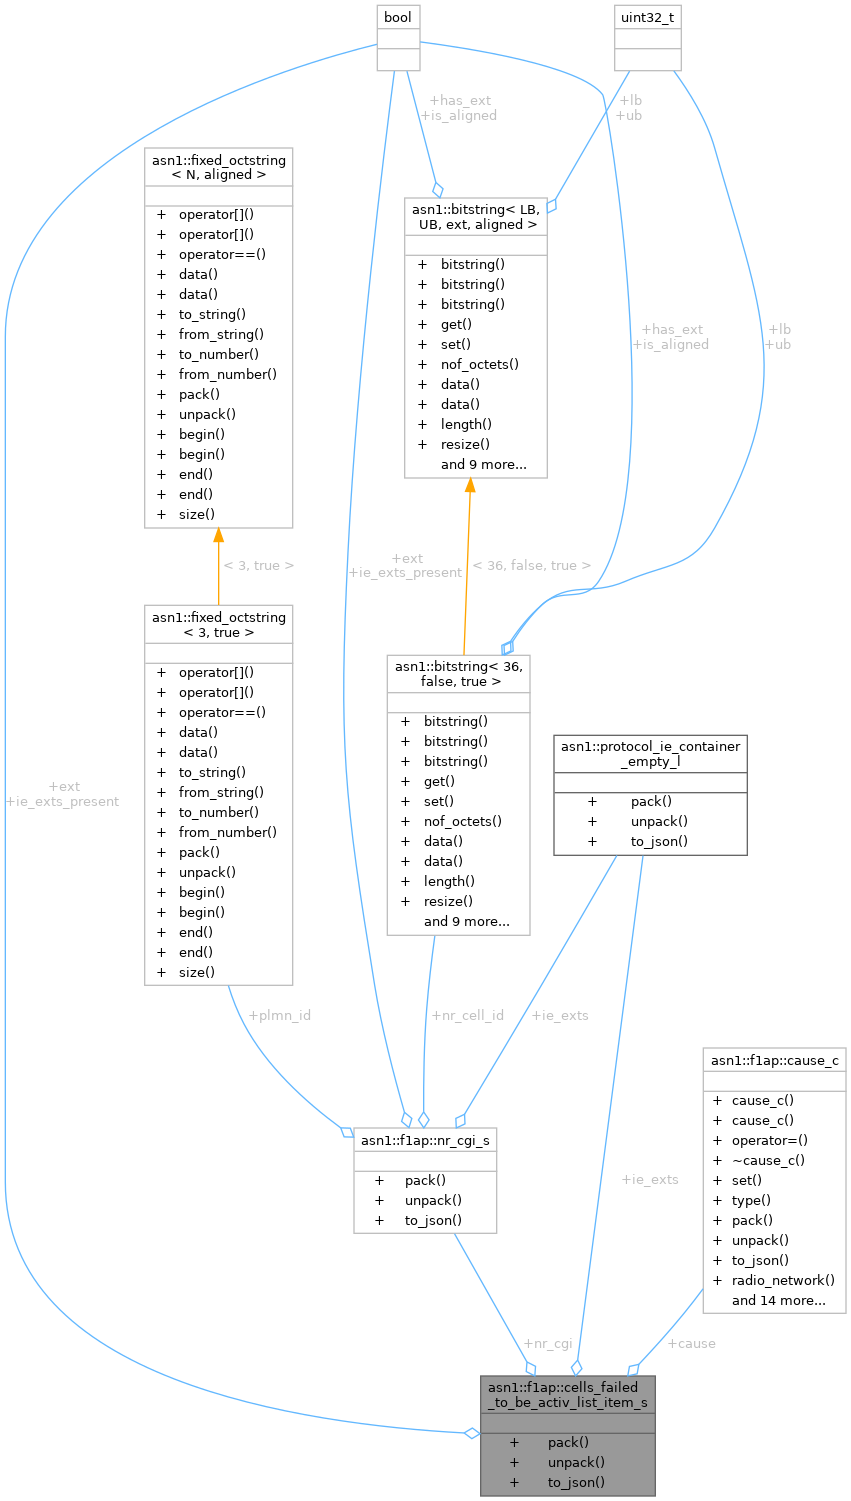 bool
uint32_t
+has_ext
+is_aligned
+lb
+ub
asn1::fixed_octstring
< N, aligned >
+ operator[]()
+ operator[]()
+ operator==()
+ data()
+ data()
+ to_string()
+ from_string()
+ to_number()
+ from_number()
+ pack()
+ unpack()
+ begin()
+ begin()
+ end()
+ end()
+ size()
asn1::bitstring< LB,
UB, ext, aligned >
+ bitstring()
+ bitstring()
+ bitstring()
+ get()
+ set()
+ nof_octets()
+ data()
+ data()
+ length()
+ resize()
and 9 more...
+has_ext
+is_aligned
+lb
+ub
< 3, true >
+ext
+ie_exts_present
< 36, false, true >
asn1::fixed_octstring
< 3, true >
+ operator[]()
+ operator[]()
+ operator==()
+ data()
+ data()
+ to_string()
+ from_string()
+ to_number()
+ from_number()
+ pack()
+ unpack()
+ begin()
+ begin()
+ end()
+ end()
+ size()
asn1::bitstring< 36,
false, true >
+ bitstring()
+ bitstring()
+ bitstring()
+ get()
+ set()
+ nof_octets()
+ data()
+ data()
+ length()
+ resize()
and 9 more...
asn1::protocol_ie_container
_empty_l
+ pack()
+ unpack()
+ to_json()
+ext
+ie_exts_present
+plmn_id
+nr_cell_id
+ie_exts
asn1::f1ap::cause_c
+ cause_c()
+ cause_c()
+ operator=()
+ ~cause_c()
+ set()
+ type()
+ pack()
+ unpack()
+ to_json()
+ radio_network()
and 14 more...
asn1::f1ap::nr_cgi_s
+ pack()
+ unpack()
+ to_json()
+ie_exts
+nr_cgi
+cause
asn1::f1ap::cells_failed
_to_be_activ_list_item_s
+ pack()
+ unpack()
+ to_json()